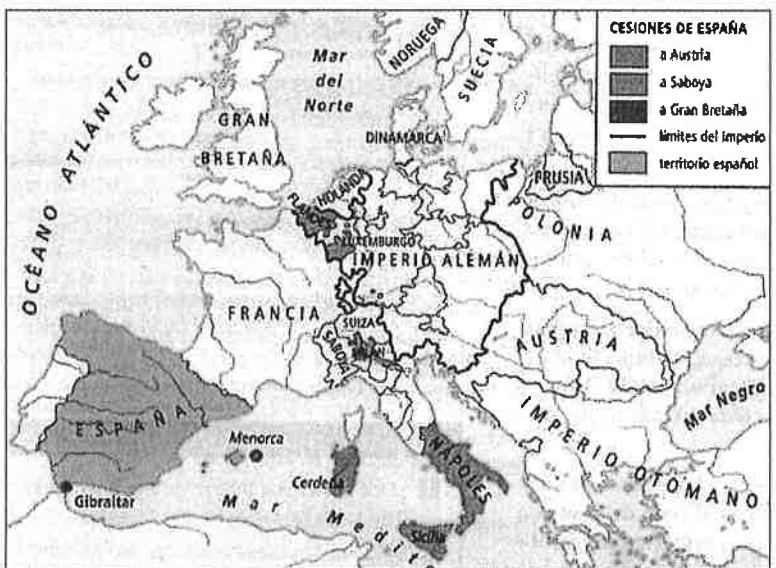 CESIONES DE ESPAÑA
a Austria
a Saboya
a Gran Bretaña
límites del imperio
territorio español
OCÉANO ATLÁNTICO
Mar
del
Norte
NORUEGA
SUECIA
GRAN
BRETAÑA
DINAMARCA
PRUSIA
POLONIA
HOLANDA
FLANDES
LUXEMBURGO
IMPERIO ALEMÁN
FRANCIA
SUIZA
SABOYA
MILÁN
AUSTRIA
Mar Negro
IMPERIO OTOMANO
ESPAÑA
Menorca
Cerdeña
NÁPOLES
Gibraltar
Sicilia
Mar Medite